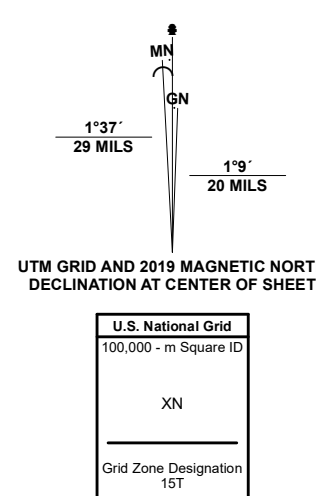 MN
GN
1°37´
29 MILS
1°9´
20 MILS
UTM GRID AND 2019 MAGNETIC NORT
DECLINATION AT CENTER OF SHEET
U.S. National Grid
100,000 - m Square ID
XN
Grid Zone Designation
15T